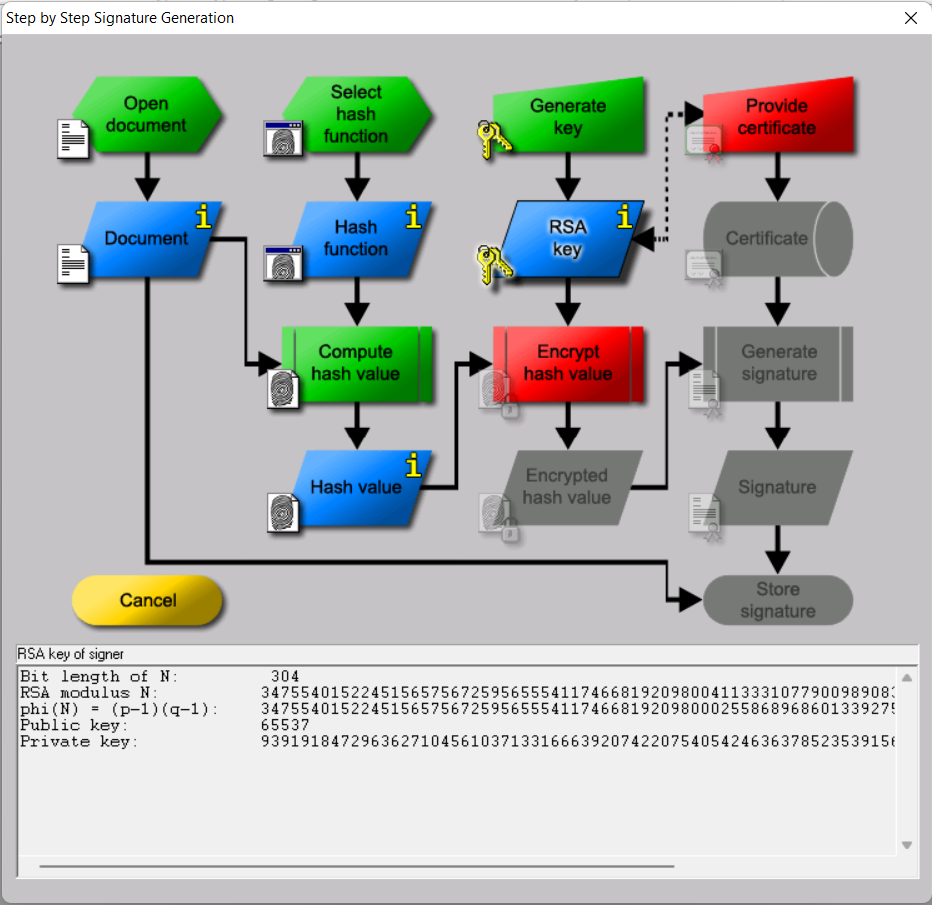 Step by Step Signature Generation
Open
document
Select
hash
function
Generate
key
Provide
certificate
Document
i
Hash
function
i
RSA
key
i
Certificate
Compute
hash value
Encrypt
hash value
Generate
signature
Hash value
i
Encrypted
hash value
Signature
Cancel
Store
signature
RSA key of signer
Bit length of N: 304
RSA modulus N: 347554015224515657567259565554117466819209800411333107790098908
phi(N) = (p-1)(q-1): 34755401522451565756725956555411746681920980002558689686013392
Public key: 65537
Private key: 93919184729636271045610371331666392074220754054246363785235391